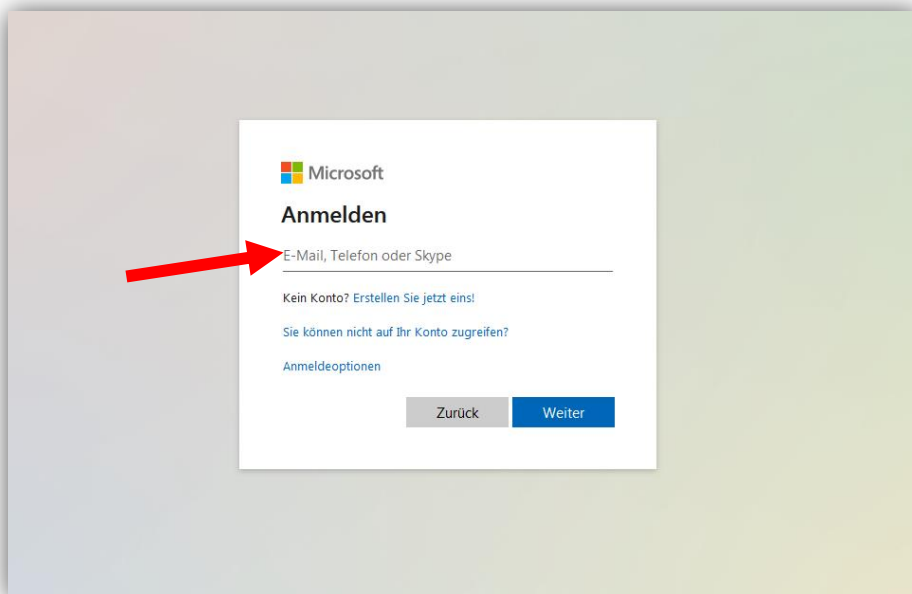 Microsoft
Anmelden
E-Mail, Telefon oder Skype
Kein Konto? Erstellen Sie jetzt eins!
Sie können nicht auf Ihr Konto zugreifen?
Anmeldeoptionen
Zurück Weiter